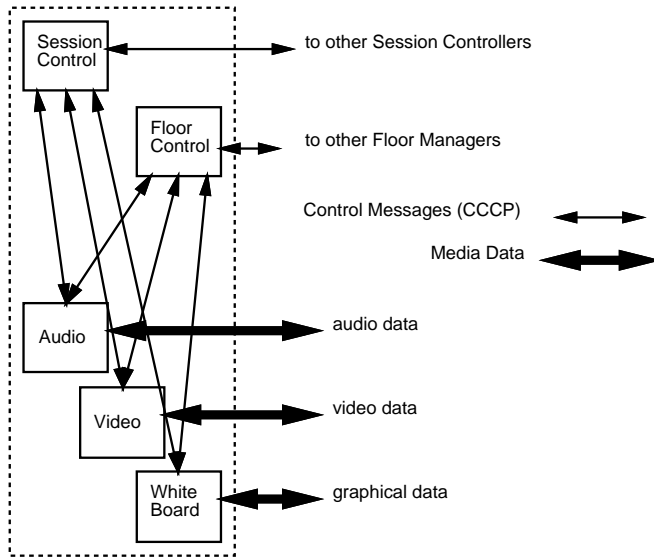 Session
Control
to other Session Controllers
Floor
Control
to other Floor Managers
Control Messages (CCCP)
Media Data
Audio
audio data
Video
video data
White
Board
graphical data